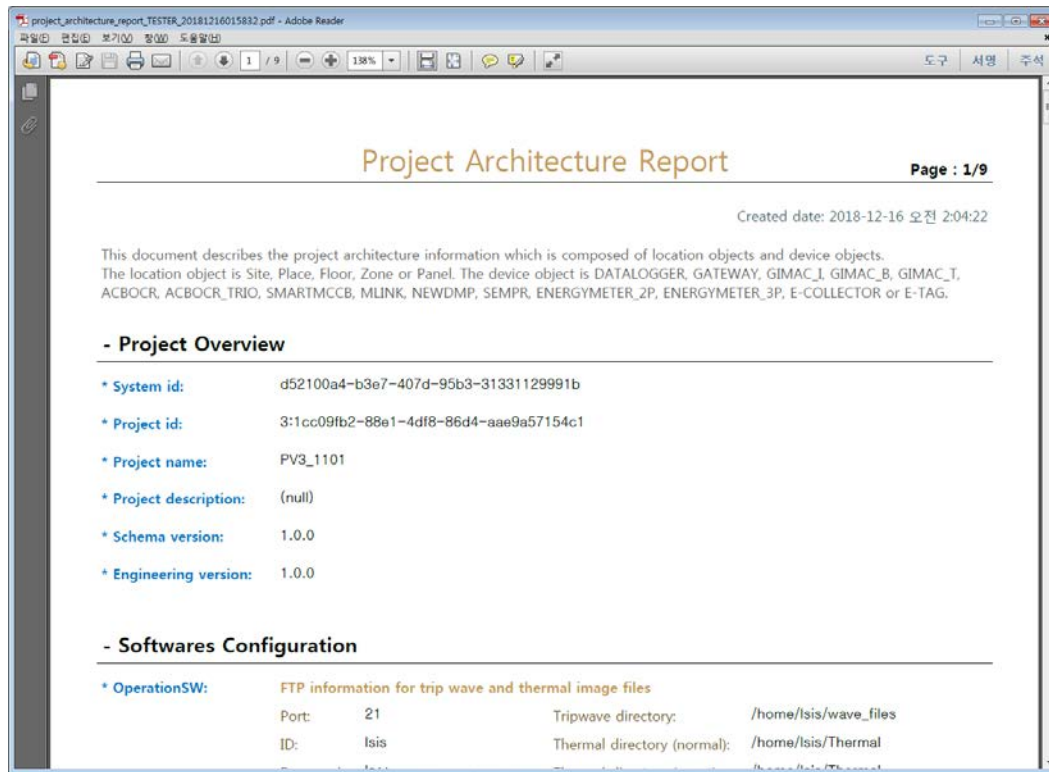 project_architecture_report_TESTER_20181216015832.pdf - Adobe Reader
파일(F) 편집(E) 보기(V) 창(W) 도움말(H)
1 / 9 138% 도구 서명 주석
Project Architecture Report
Page : 1/9
Created date: 2018-12-16 오전 2:04:22
This document describes the project architecture information which is composed of location objects and device objects.
The location object is Site, Place, Floor, Zone or Panel. The device object is DATALOGGER, GATEWAY, GIMAC_I, GIMAC_B, GIMAC_T,
ACBOCR, ACBOCR_TRIO, SMARTMCCB, MLINK, NEWDMP, SEMPR, ENERGYMETER_2P, ENERGYMETER_3P, E-COLLECTOR or E-TAG.
- Project Overview
* System id: d52100a4-b3e7-407d-95b3-31331129991b
* Project id: 3:1cc09fb2-88e1-4df8-86d4-aae9a57154c1
* Project name: PV3_1101
* Project description: (null)
* Schema version: 1.0.0
* Engineering version: 1.0.0
- Softwares Configuration
* OperationSW: FTP information for trip wave and thermal image files
Port: 21 Tripwave directory: /home/lsis/wave_files
ID: lsis Thermal directory (normal): /home/lsis/Thermal